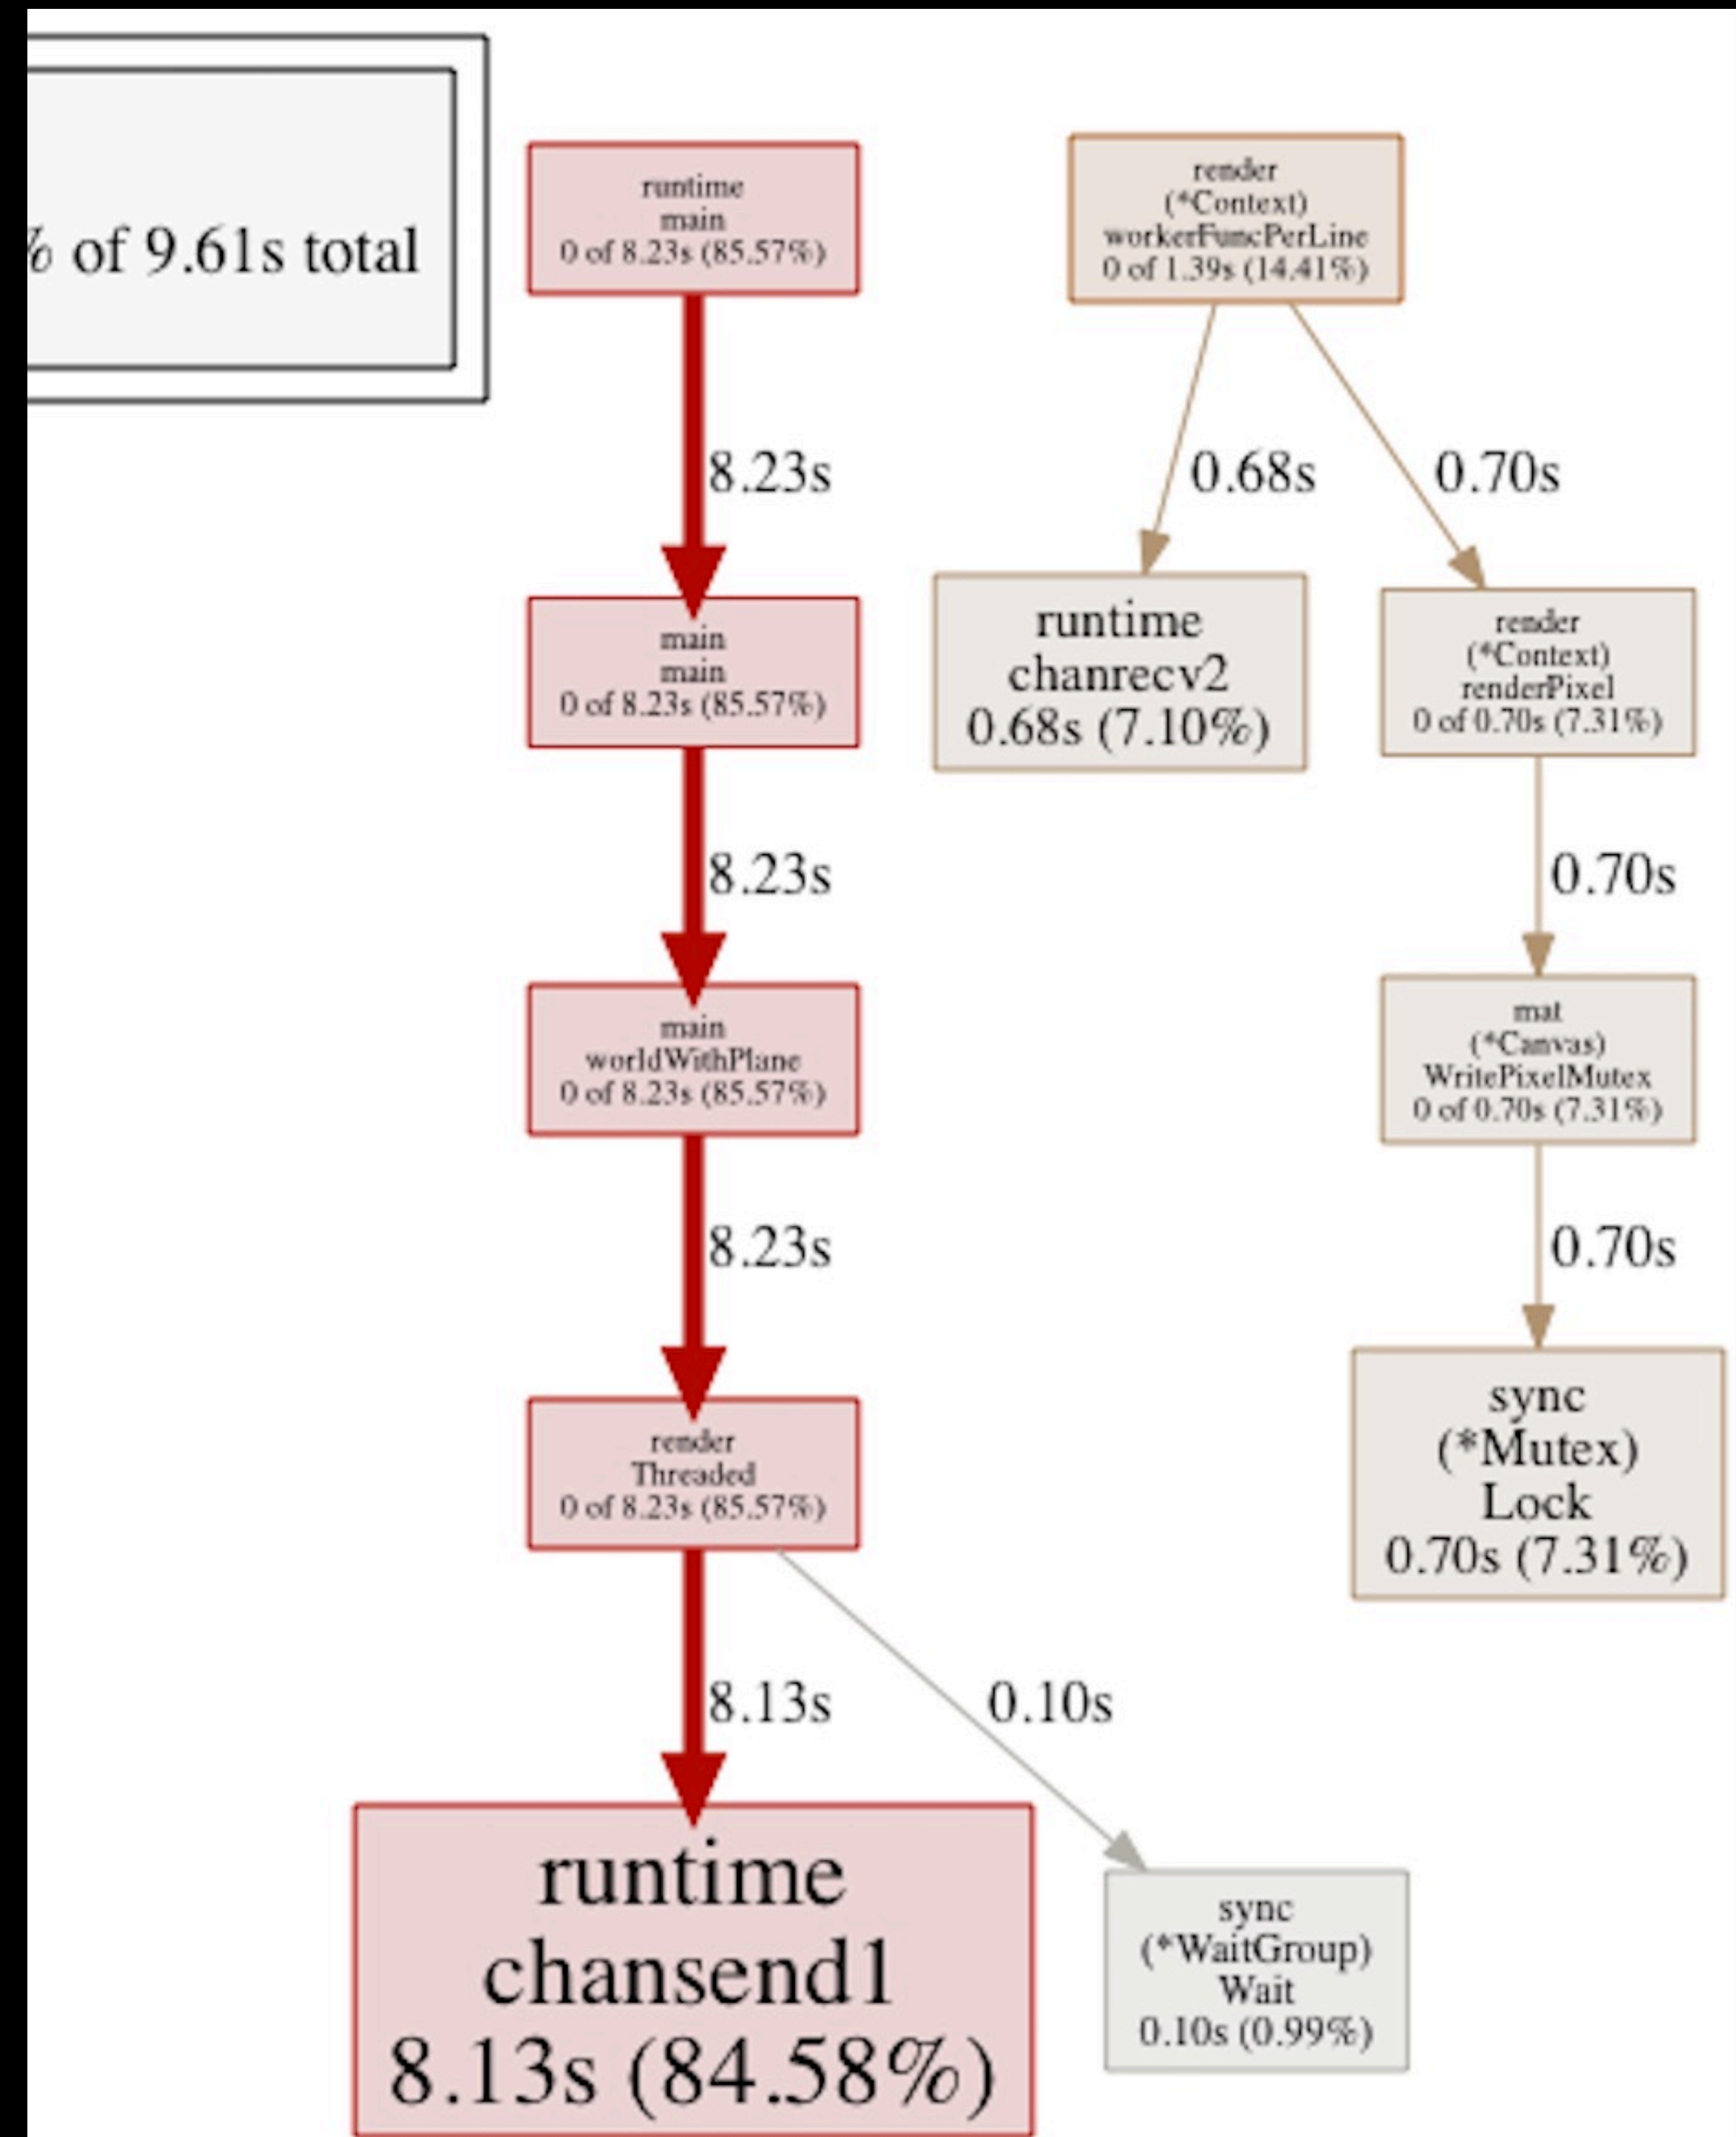 % of 9.61s total
runtime
main
0 of 8.23s (85.57%)
render
(*Context)
workerFuncPerLine
0 of 1.39s (14.41%)
8.23s
0.68s
0.70s
main
main
0 of 8.23s (85.57%)
runtime
chanrecv2
0.68s (7.10%)
render
(*Context)
renderPixel
0 of 0.70s (7.31%)
8.23s
0.70s
main
worldWithPlane
0 of 8.23s (85.57%)
mat
(*Canvas)
WritePixelMutex
0 of 0.70s (7.31%)
8.23s
0.70s
render
Threaded
0 of 8.23s (85.57%)
sync
(*Mutex)
Lock
0.70s (7.31%)
8.13s
0.10s
runtime
chansend1
8.13s (84.58%)
sync
(*WaitGroup)
Wait
0.10s (0.99%)